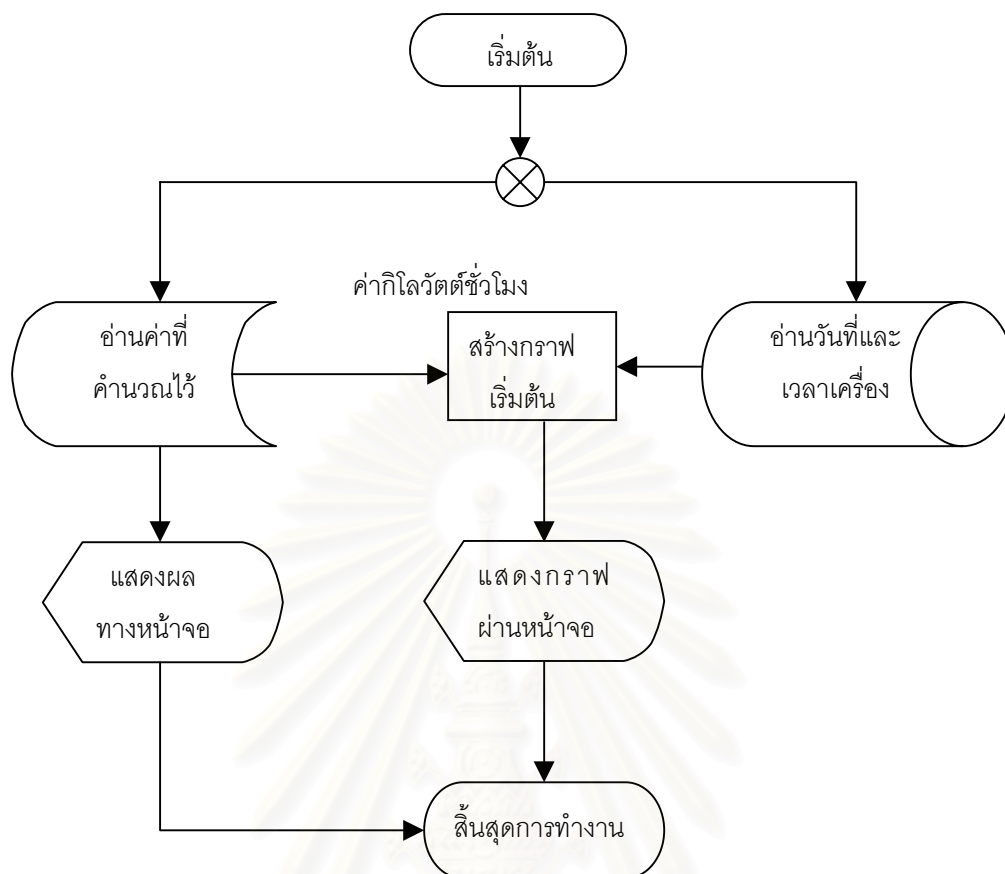 เริ่มต้น
ค่ากิโลวัตต์ชั่วโมง
อ่านค่าที่
คำนวณไว้
สร้างกราฟ
เริ่มต้น
อ่านวันที่และ
เวลาเครื่อง
แสดงผล
ทางหน้าจอ
แสดงกราฟ
ผ่านหน้าจอ
สิ้นสุดการทำงาน